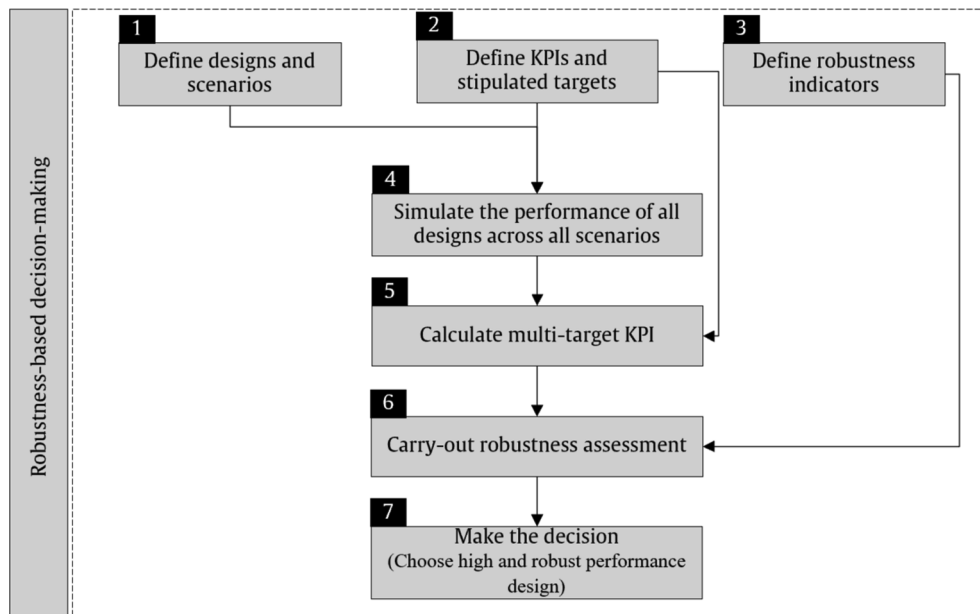 Robustness-based decision-making
1
Define designs and
scenarios
2
Define KPIs and
stipulated targets
3
Define robustness
indicators
4
Simulate the performance of all
designs across all scenarios
5
Calculate multi-target KPI
6
Carry-out robustness assessment
7
Make the decision
(Choose high and robust performance
design)